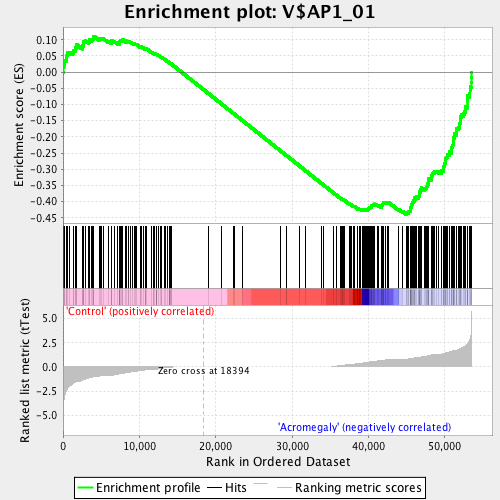 Enrichment plot: V$AP1_01
Enrichment score (ES)
0.10
0.05
0.00
-0.05
-0.10
-0.15
-0.20
-0.25
-0.30
-0.35
-0.40
-0.45
Ranked list metric (tTest)
5.0
2.5
0.0
-2.5
-5.0
'Control' (positively correlated)
Zero cross at 18394
'Acromegaly' (negatively correlated)
0 10,000 20,000 30,000 40,000 50,000
Rank in Ordered Dataset
Enrichment profile Hits Ranking metric scores